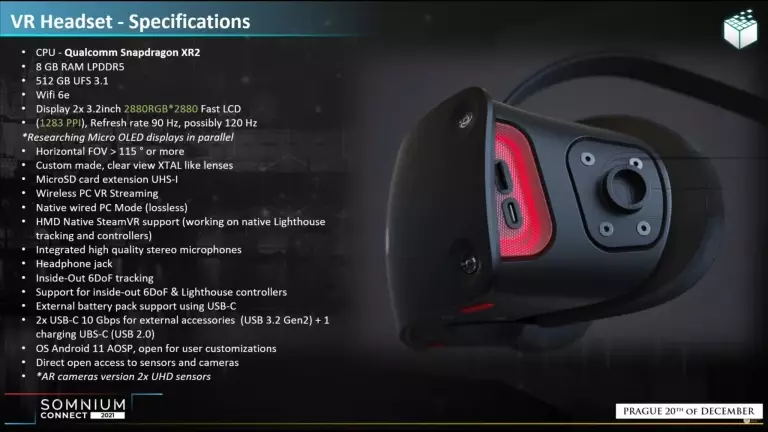 VR Headset - Specifications
• CPU - Qualcomm Snapdragon XR2
• 8 GB RAM LPDDR5
• 512 GB UFS 3.1
• Wifi 6e
• Display 2x 3.2inch 2880RGB*2880 Fast LCD
• (1283 PPI), Refresh rate 90 Hz, possibly 120 Hz
*Researching Micro OLED displays in parallel
• Horizontal FOV > 115 ° or more
• Custom made, clear view XTAL like lenses
• MicroSD card extension UHS-I
• Wireless PC VR Streaming
• Native wired PC Mode (lossless)
• HMD Native SteamVR support (working on native Lighthouse
tracking and controllers)
• Integrated high quality stereo microphones
• Headphone jack
• Inside-Out 6DoF tracking
• Support for inside-out 6DoF & Lighthouse controllers
• External battery pack support using USB-C
• 2x USB-C 10 Gbps for external accessories (USB 3.2 Gen2) + 1
charging UBS-C (USB 2.0)
• OS Android 11 AOSP, open for user customizations
• Direct open access to sensors and cameras
• *AR cameras version 2x UHD sensors
SOMNIUM
CONNECT 2021
PRAGUE 20TH OF DECEMBER